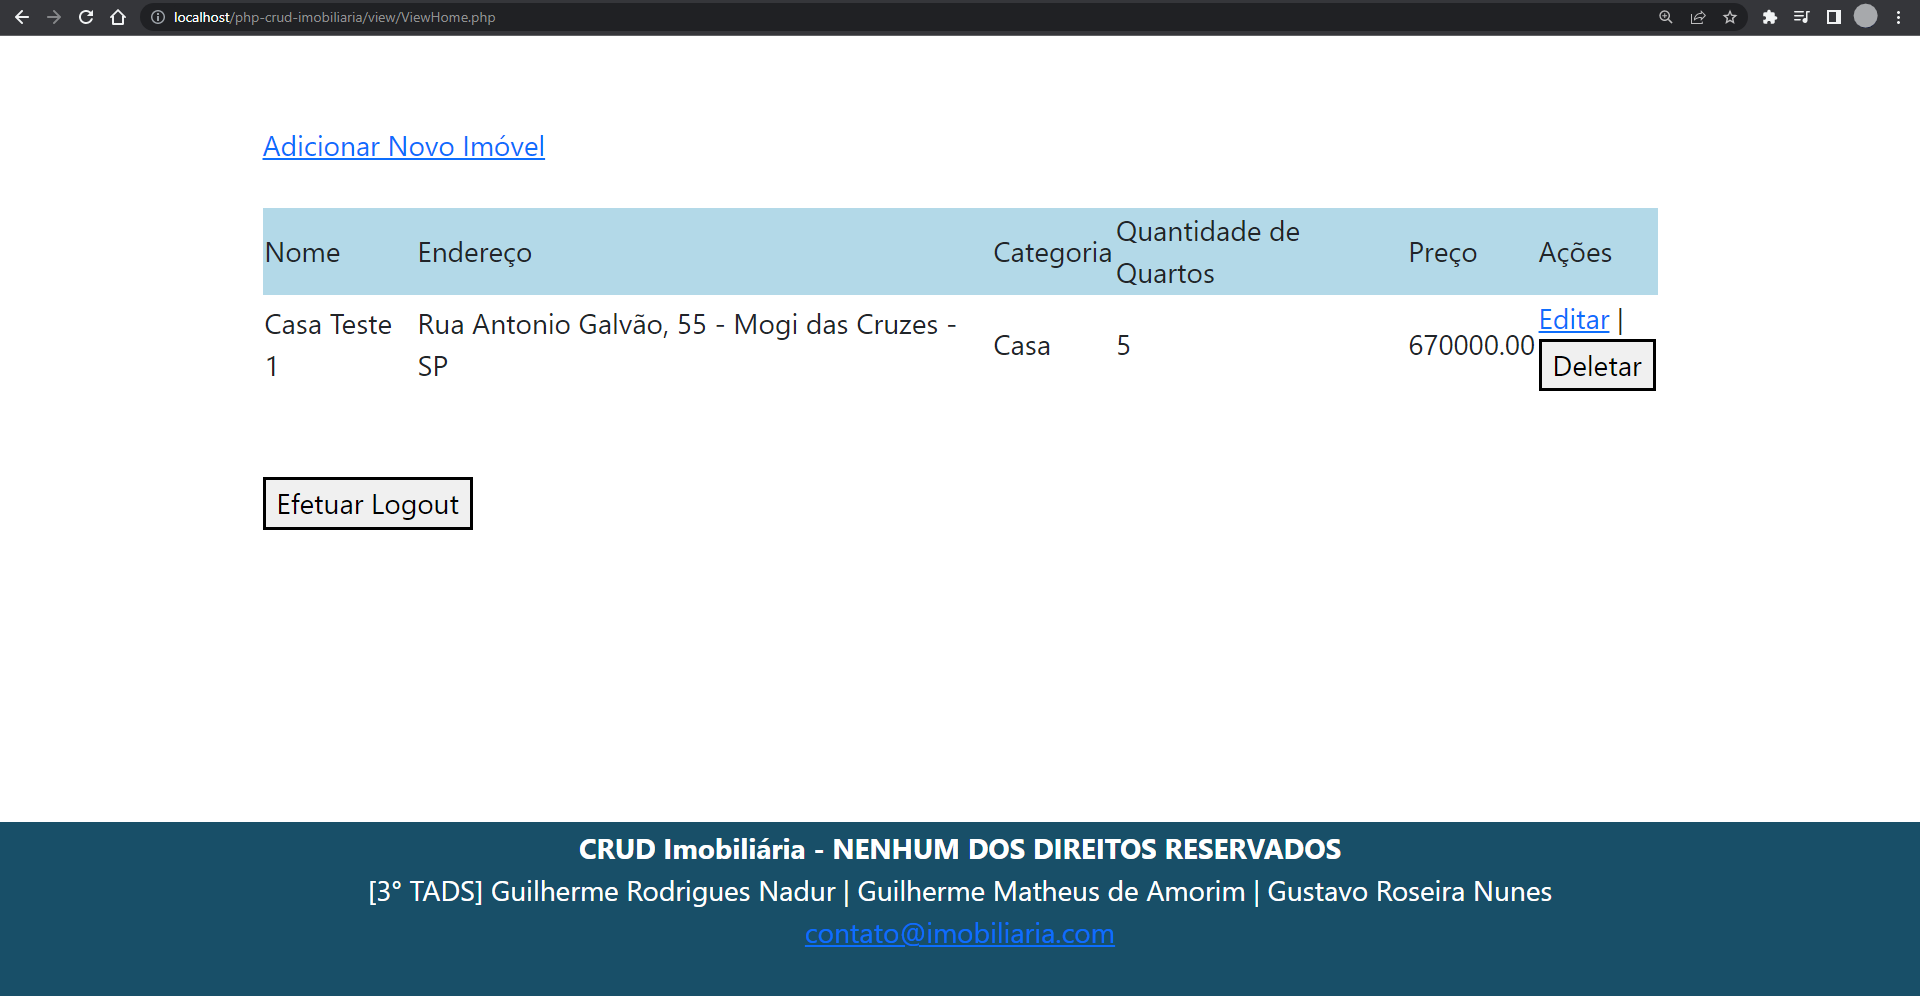 localhost/php-crud-imobiliaria/view/ViewHome.php
Adicionar Novo Imóvel
Nome Endereço Categoria Quantidade de Quartos Preço Ações
Casa Teste 1 Rua Antonio Galvão, 55 - Mogi das Cruzes - SP Casa 5 670000.00 Editar | Deletar
Efetuar Logout
CRUD Imobiliária - NENHUM DOS DIREITOS RESERVADOS
[3° TADS] Guilherme Rodrigues Nadur | Guilherme Matheus de Amorim | Gustavo Roseira Nunes
contato@imobiliaria.com